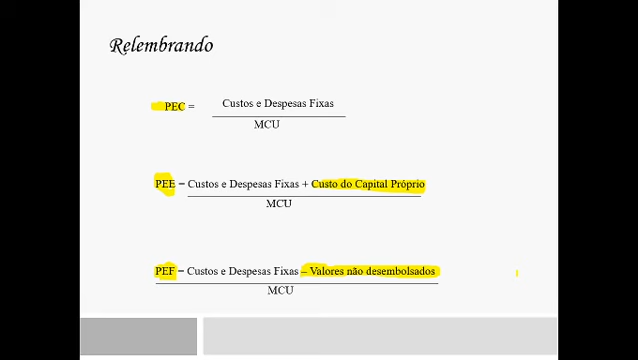 Relembrando
Custos e Despesas Fixas
PEC =
MCU
PEE = Custos e Despesas Fixas + Custo do Capital Próprio
MCU
PEF = Custos e Despesas Fixas – Valores não desembolsados
MCU